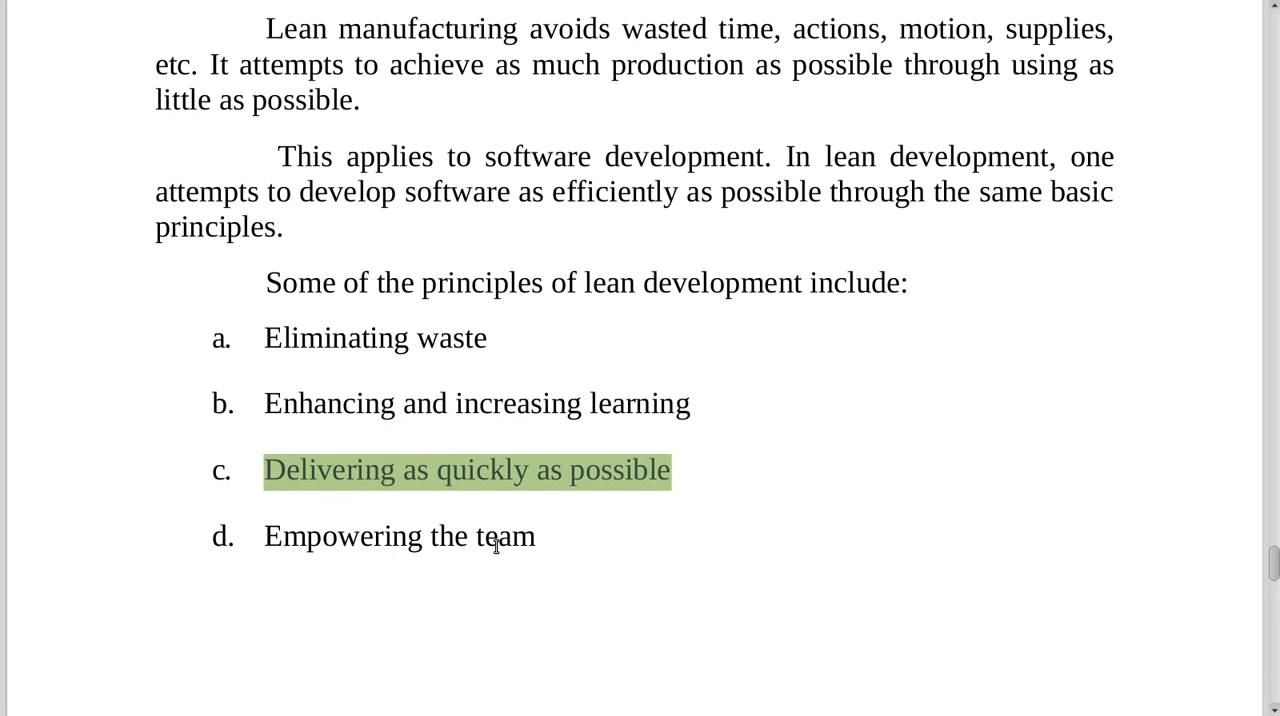 Lean manufacturing avoids wasted time, actions, motion, supplies,
etc. It attempts to achieve as much production as possible through using as
little as possible.
This applies to software development. In lean development, one
attempts to develop software as efficiently as possible through the same basic
principles.
Some of the principles of lean development include:
a. Eliminating waste
b. Enhancing and increasing learning
c. Delivering as quickly as possible
d. Empowering the team